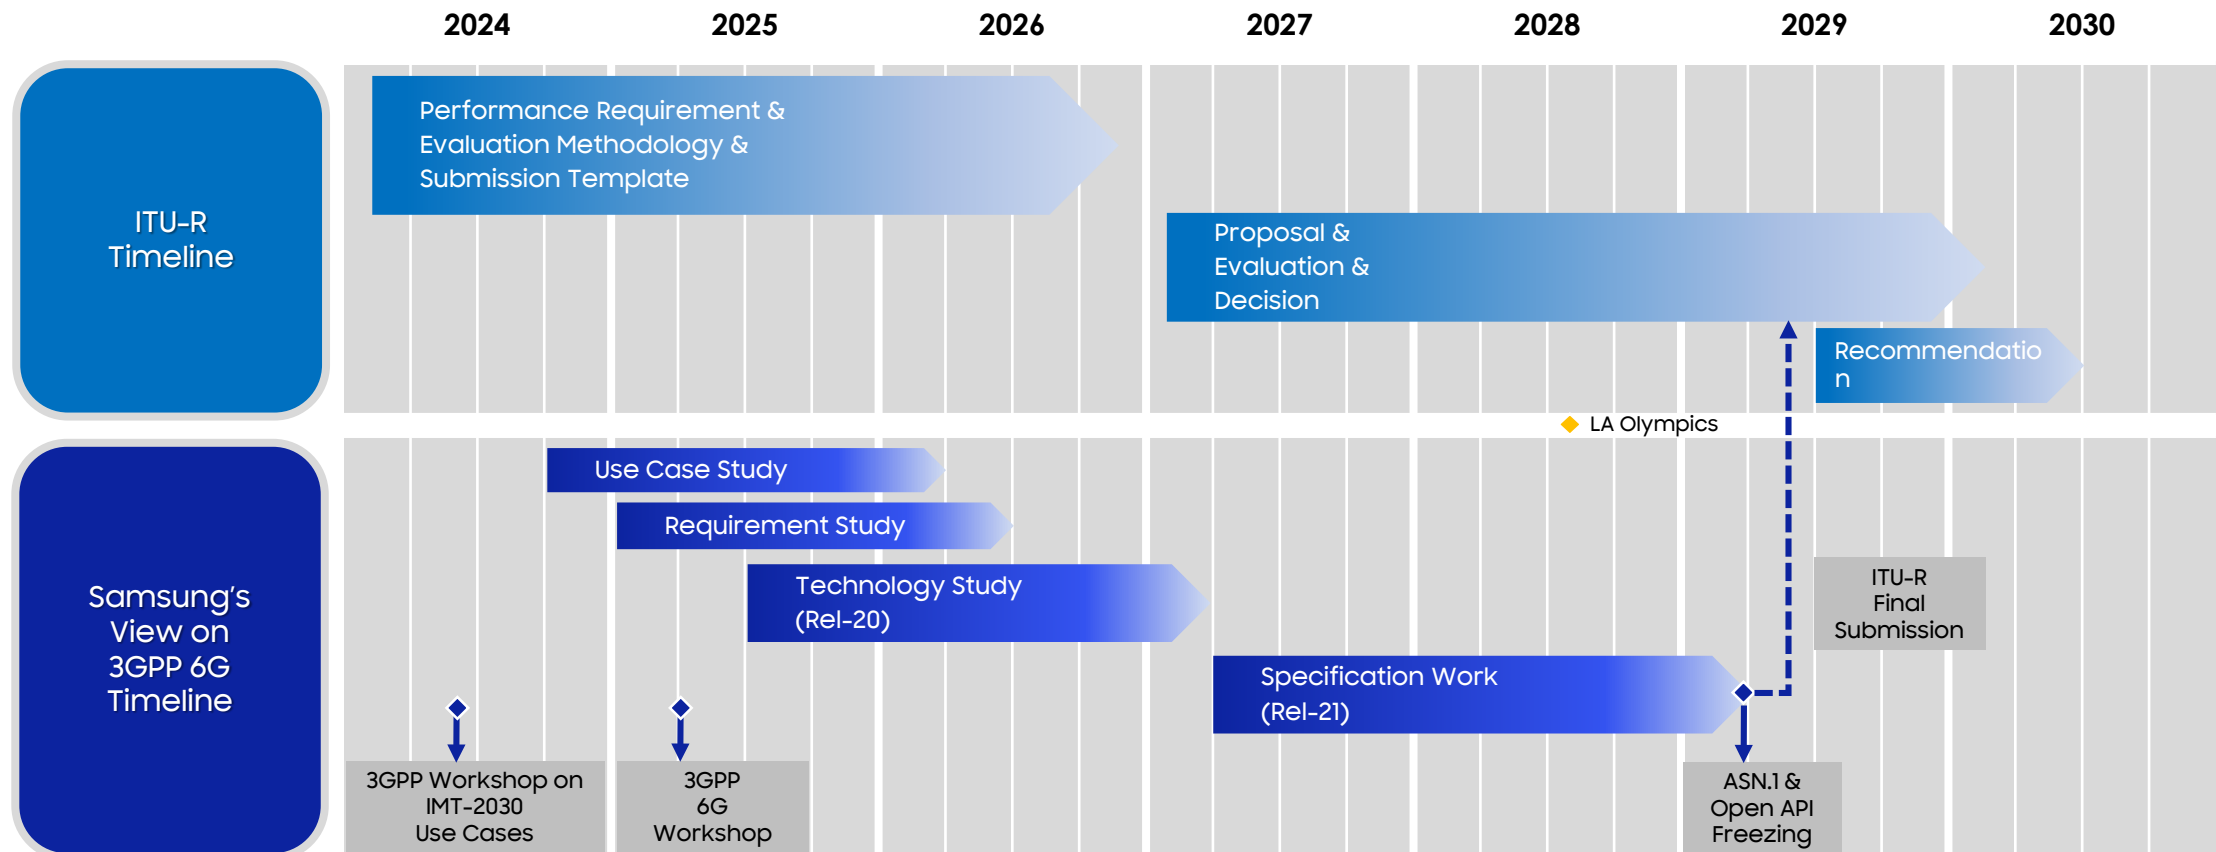 2024 2025 2026 2027 2028 2029 2030
ITU-R
Timeline
Performance Requirement &
Evaluation Methodology &
Submission Template
Proposal &
Evaluation &
Decision
Recommendatio
n
LA Olympics
Samsung's
View on
3GPP 6G
Timeline
Use Case Study
Requirement Study
Technology Study
(Rel-20)
Specification Work
(Rel-21)
ITU-R
Final
Submission
3GPP Workshop on
IMT-2030
Use Cases
3GPP
6G
Workshop
ASN.1 &
Open API
Freezing